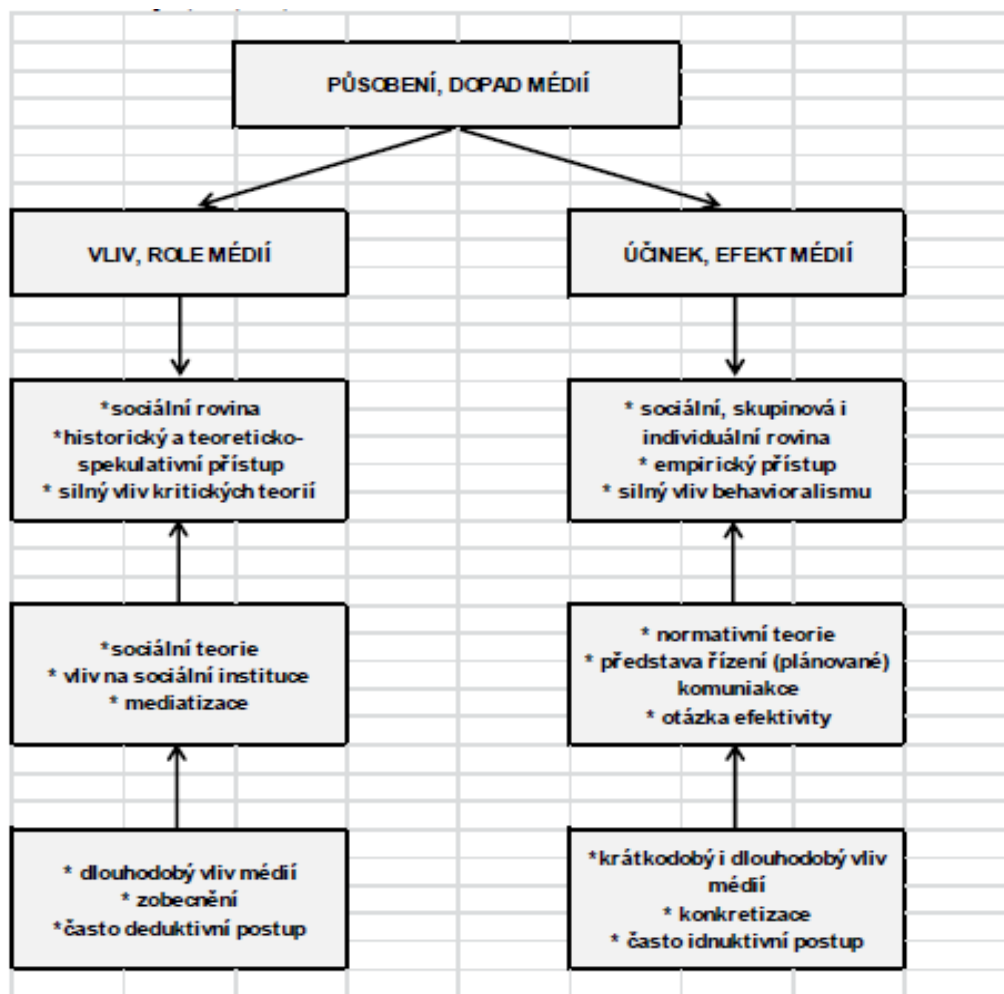 PŮSOBENÍ, DOPAD MÉDIÍ
VLIV, ROLE MÉDIÍ
ÚČINEK, EFEKT MÉDIÍ
*sociální rovina
*historický a teoreticko-
spekulativní přístup
* silný vliv kritických teorií
* sociální, skupinová i
individuální rovina
* empirický přístup
* silný vliv behavioralismu
*sociální teorie
* vliv na sociální instituce
* mediatizace
* normativní teorie
* představa řízení (plánované)
komuniakce
* otázka efektivity
* dlouhodobý vliv médií
* zobecnění
*často deduktivní postup
*krátkodobý i dlouhodobý vliv
médií
* konkretizace
* často idnuktivní postup